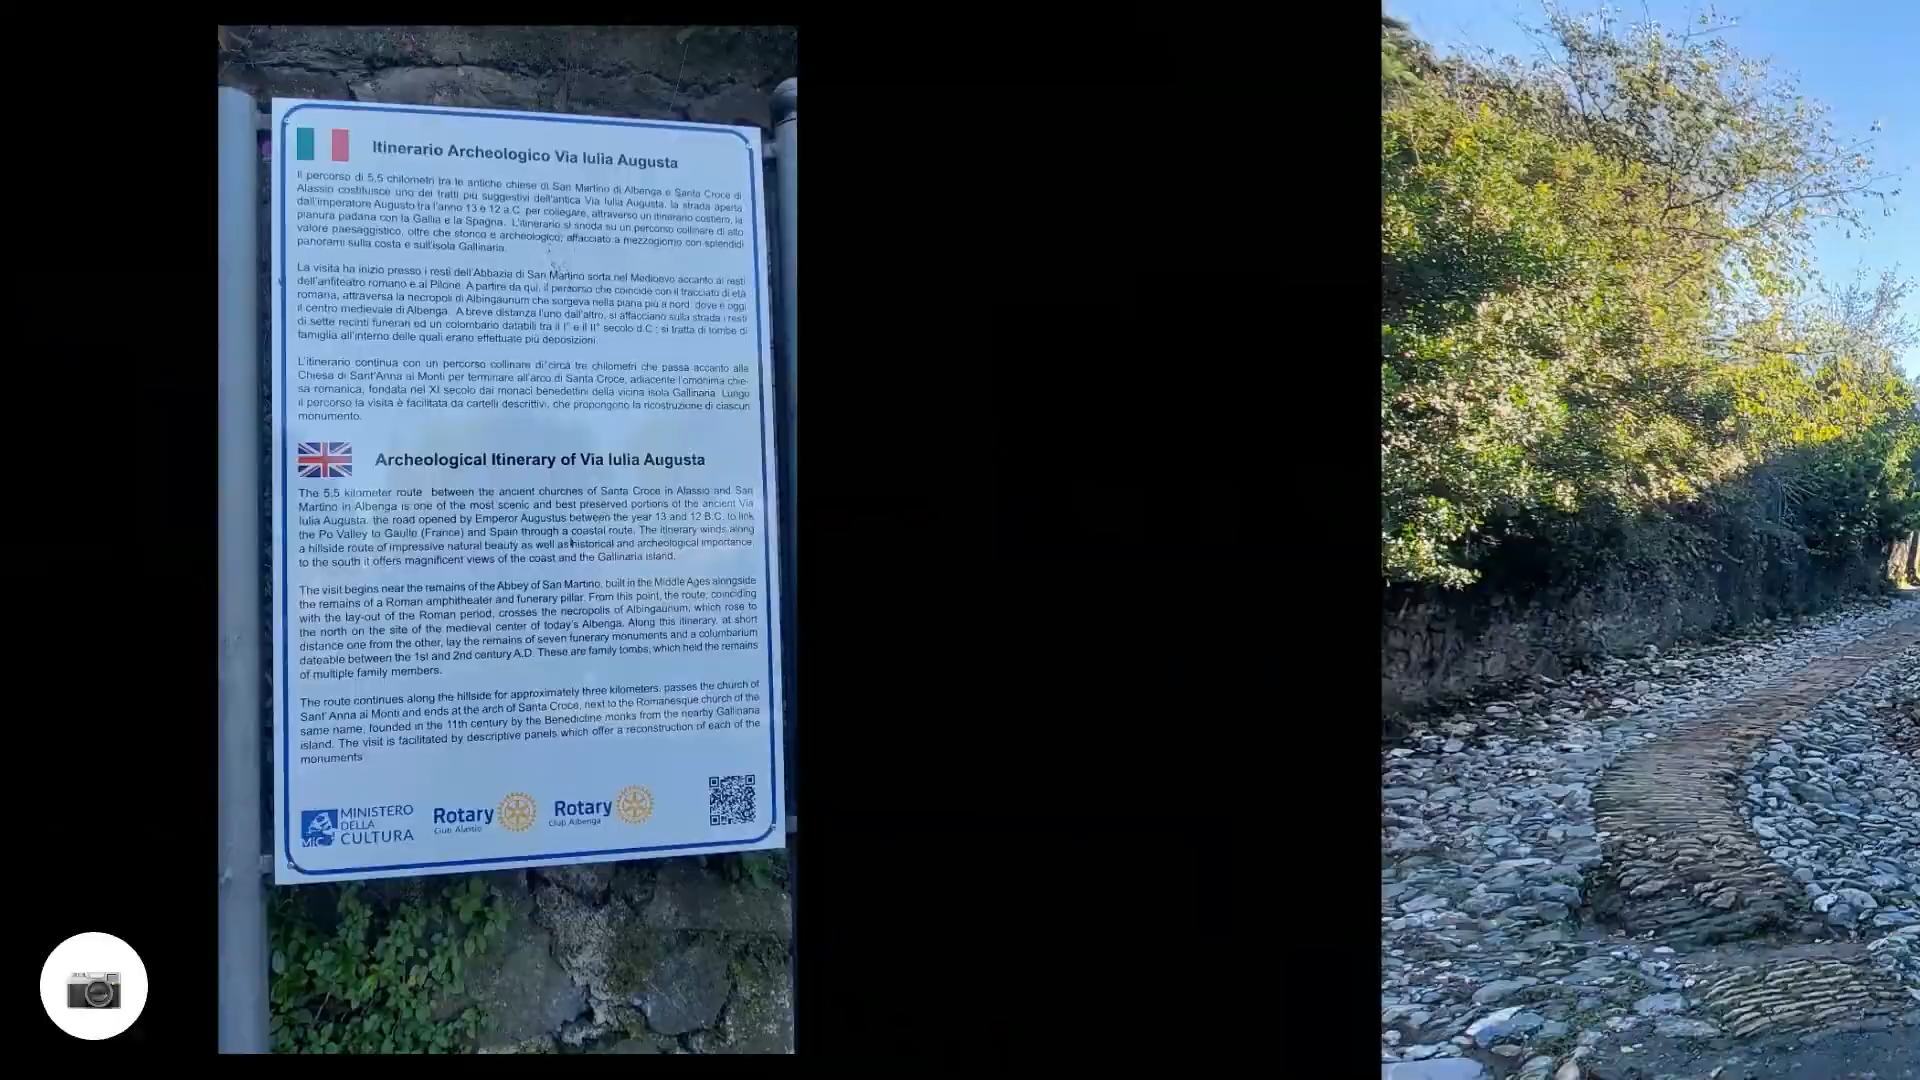 Itinerario Archeologico Via Iulia Augusta
Il percorso di 5,5 chilometri tra le antiche chiese di San Martino di Albenga e Santa Croce di
Alassio costituisce uno dei tratti più suggestivi dell'antica Via Iulia Augusta, la strada aperta
dall'imperatore Augusto tra l'anno 13 e 12 a.C. per collegare, attraverso un itinerario costiero, la
pianura padana con la Gallia e la Spagna. L'itinerario si snoda su un percorso collinare di alto
valore paesaggistico, oltre che storico e archeologico, affacciato a mezzogiorno con splendidi
panorami sulla costa e sull'isola Gallinaria.
La visita ha inizio presso i resti dell'Abbazia di San Martino sorta nel Medioevo accanto ai resti
dell'anfiteatro romano e al Pilone. A partire da qui, il percorso che coincide con il tracciato di età
romana, attraversa la necropoli di Albingaunum che sorgeva nella piana più a nord, dove è oggi
il centro medievale di Albenga. A breve distanza l'uno dall'altro, si affacciano sulla strada i resti
di sette recinti funerari ed un colombario databili tra il I° e il II° secolo d.C.: si tratta di tombe di
famiglia all'interno delle quali erano effettuate più deposizioni.
L'itinerario continua con un percorso collinare di circa tre chilometri che passa accanto alla
Chiesa di Sant'Anna ai Monti per terminare all'arco di Santa Croce, adiacente l'omonima chie-
sa romanica, fondata nel XI secolo dai monaci benedettini della vicina isola Gallinaria. Lungo
il percorso la visita è facilitata da cartelli descrittivi, che propongono la ricostruzione di ciascun
monumento.
Archeological Itinerary of Via Iulia Augusta
The 5.5 kilometer route between the ancient churches of Santa Croce in Alassio and San
Martino in Albenga is one of the most scenic and best preserved portions of the ancient Via
Iulia Augusta, the road opened by Emperor Augustus between the year 13 and 12 B.C. to link
the Po Valley to Gaulle (France) and Spain through a coastal route. The itinerary winds along
a hillside route of impressive natural beauty as well as historical and archeological importance,
to the south it offers magnificent views of the coast and the Gallinaria island.
The visit begins near the remains of the Abbey of San Martino, built in the Middle Ages alongside
the remains of a Roman amphitheater and funerary pillar. From this point, the route, coinciding
with the lay-out of the Roman period, crosses the necropolis of Albingaunum, which rose to
the north on the site of the medieval center of today's Albenga. Along this itinerary, at short
distance one from the other, lay the remains of seven funerary monuments and a columbarium
dateable between the 1st and 2nd century A.D. These are family tombs, which held the remains
of multiple family members.
The route continues along the hillside for approximately three kilometers, passes the church of
Sant' Anna ai Monti and ends at the arch of Santa Croce, next to the Romanesque church of the
same name, founded in the 11th century by the Benedictine monks from the nearby Gallinaria
island. The visit is facilitated by descriptive panels which offer a reconstruction of each of the
monuments
MIC MINISTERO
DELLA
CULTURA
Rotary
Club Alassio
Rotary
Club Albenga